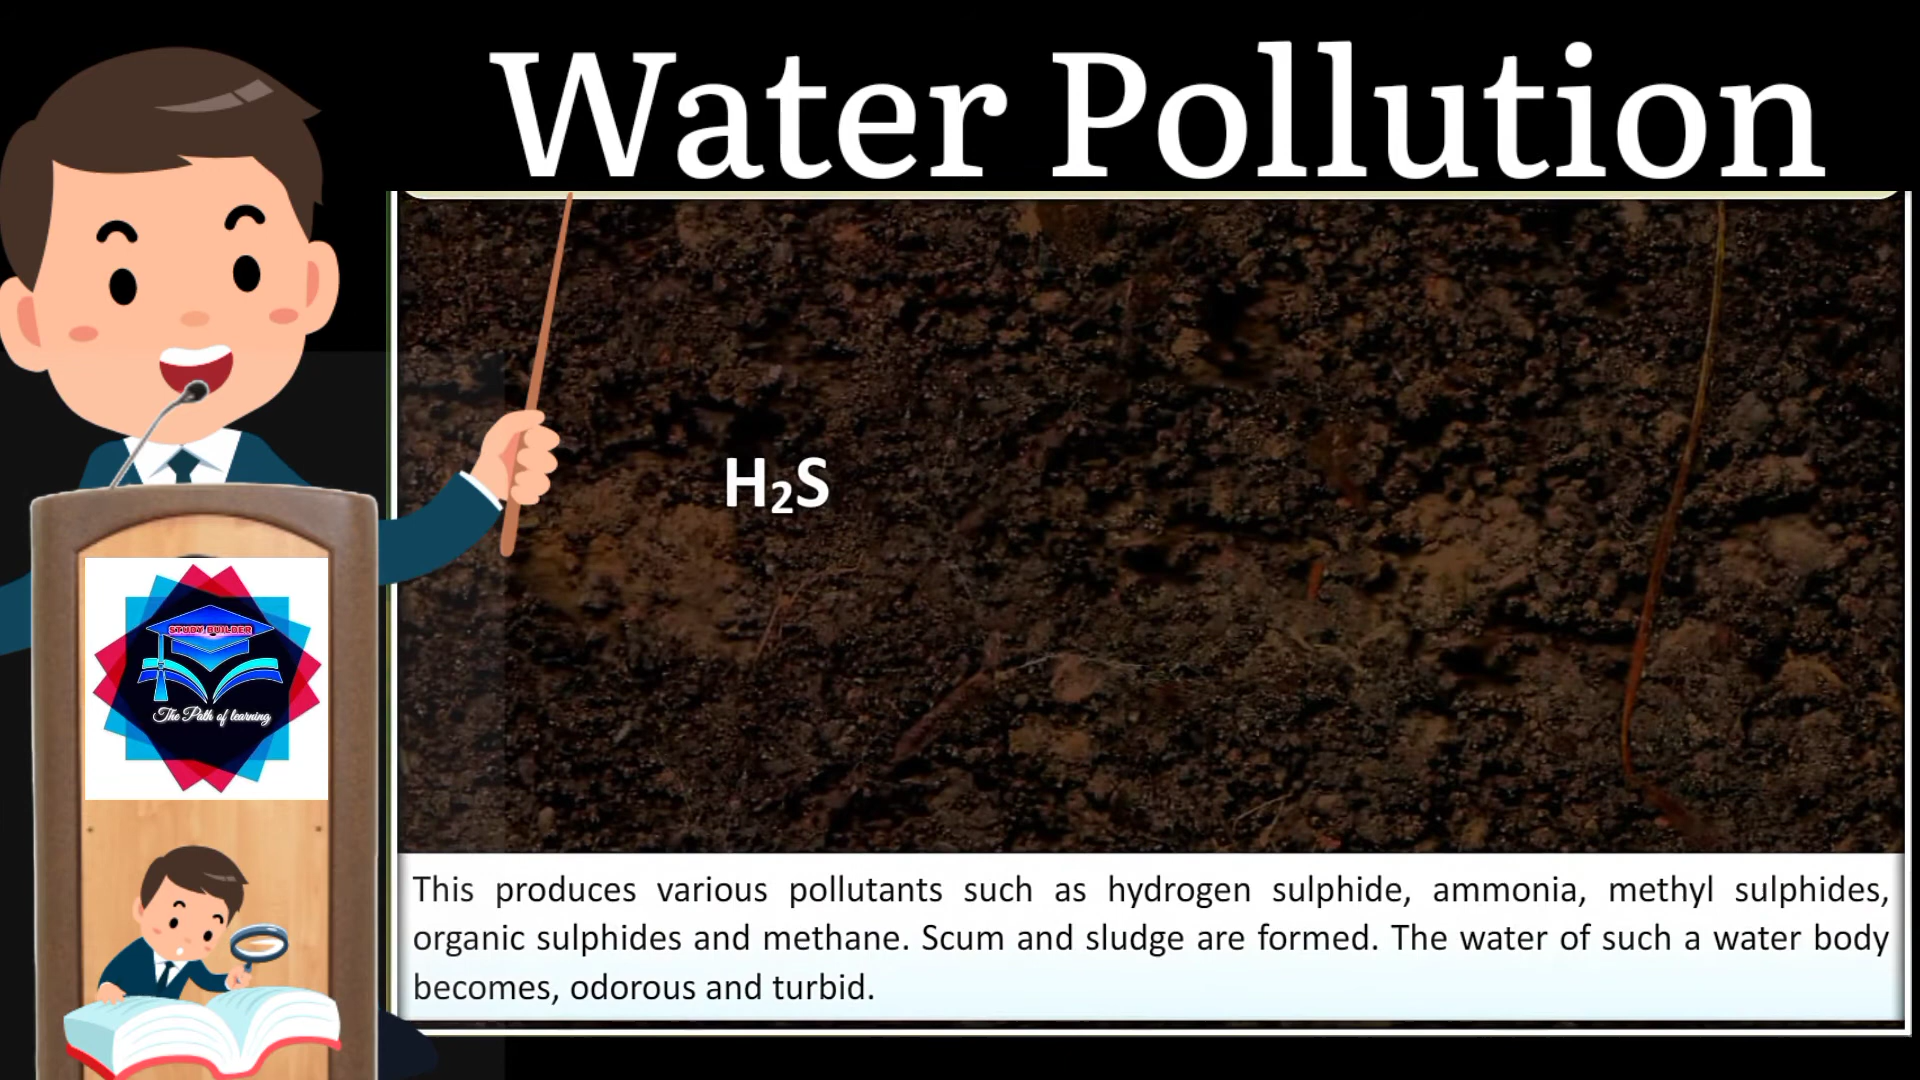 Water Pollution
H₂S
STUDY BUILDER
The Path of learning
This produces various pollutants such as hydrogen sulphide, ammonia, methyl sulphides,
organic sulphides and methane. Scum and sludge are formed. The water of such a water body
becomes, odorous and turbid.